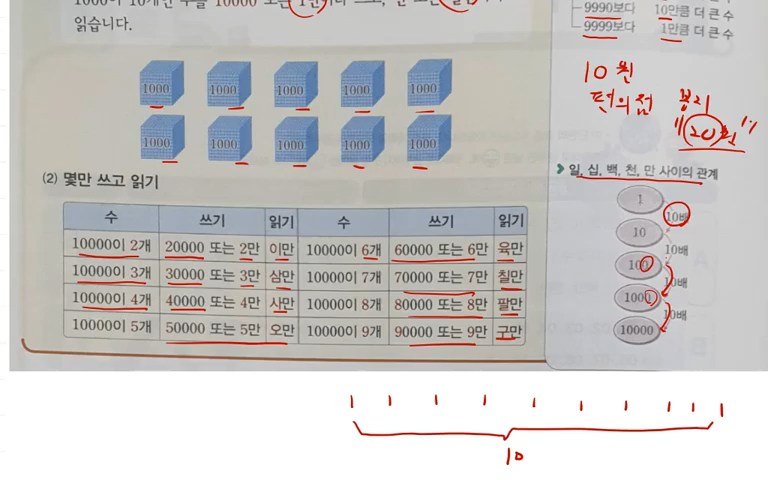 1000이 10개인 수를 10000 또는 1만이라 쓰고, 만 또는
읽습니다.
1000 1000 1000 1000 1000
1000 1000 1000 1000 1000
(2) 몇만 쓰고 읽기
수 쓰기 읽기 수 쓰기 읽기
10000이 2개 20000 또는 2만 이만 10000이 6개 60000 또는 6만 육만
10000이 3개 30000 또는 3만 삼만 10000이 7개 70000 또는 7만 칠만
10000이 4개 40000 또는 4만 사만 10000이 8개 80000 또는 8만 팔만
10000이 5개 50000 또는 5만 오만 10000이 9개 90000 또는 9만 구만
9990보다 10만큼 더 큰 수
9999보다 1만큼 더 큰 수
10원
편의점
봉지
"20원"
일, 십, 백, 천, 만 사이의 관계
1
10배
10
10배
100
10배
1000
10배
10000
1 1 1 1 1 1 1 1 1 1
10